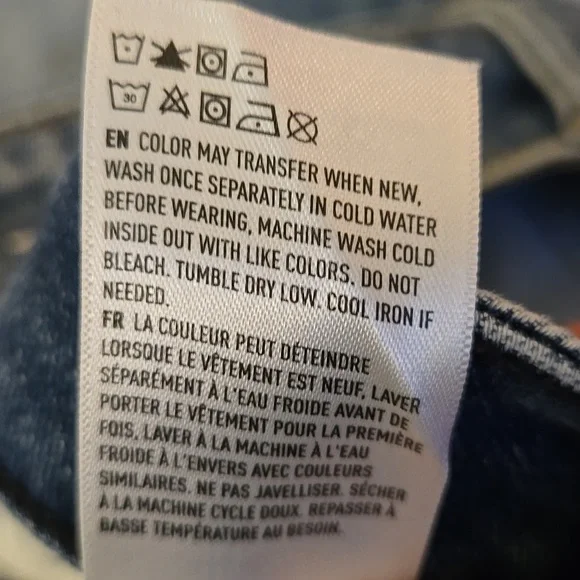 30
EN COLOR MAY TRANSFER WHEN NEW,
WASH ONCE SEPARATELY IN COLD WATER
BEFORE WEARING, MACHINE WASH COLD
INSIDE OUT WITH LIKE COLORS. DO NOT
BLEACH. TUMBLE DRY LOW. COOL IRON IF
NEEDED.
FR LA COULEUR PEUT DÉTEINDRE
LORSQUE LE VÊTEMENT EST NEUF, LAVER
SÉPARÉMENT À L'EAU FROIDE AVANT DE
PORTER LE VÊTEMENT POUR LA PREMIÈRE
FOIS, LAVER À LA MACHINE À L'EAU
FROIDE À L'ENVERS AVEC COULEURS
SIMILAIRES. NE PAS JAVELLISER. SÉCHER
À LA MACHINE CYCLE DOUX. REPASSER À
BASSE TEMPÉRATURE AU BESOIN.